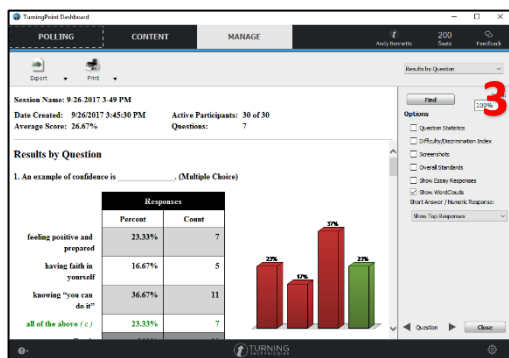 TurningPoint Dashboard
POLLING
CONTENT
MANAGE
Andy Bennetts
200
Seats
Feedback
Export
Print
Results by Question
Session Name: 9-26-2017 3-49 PM
Date Created: 9/26/2017 3:45:30 PM Active Participants: 30 of 30
Average Score: 26.67% Questions: 7
Results by Question
1. An example of confidence is __________. (Multiple Choice)
Responses
Percent Count
feeling positive and prepared 23.33% 7
having faith in yourself 16.67% 5
knowing “you can do it” 36.67% 11
all of the above (c) 23.33% 7
23%
17%
37%
23%
Find
100%
3
Options
Question Statistics
Difficulty/Discrimination Index
Screenshots
Overall Standards
Show Essay Responses
Show WordClouds
Short Answer / Numeric Response:
Show Top Responses
Question
Close
TURNING
technologies